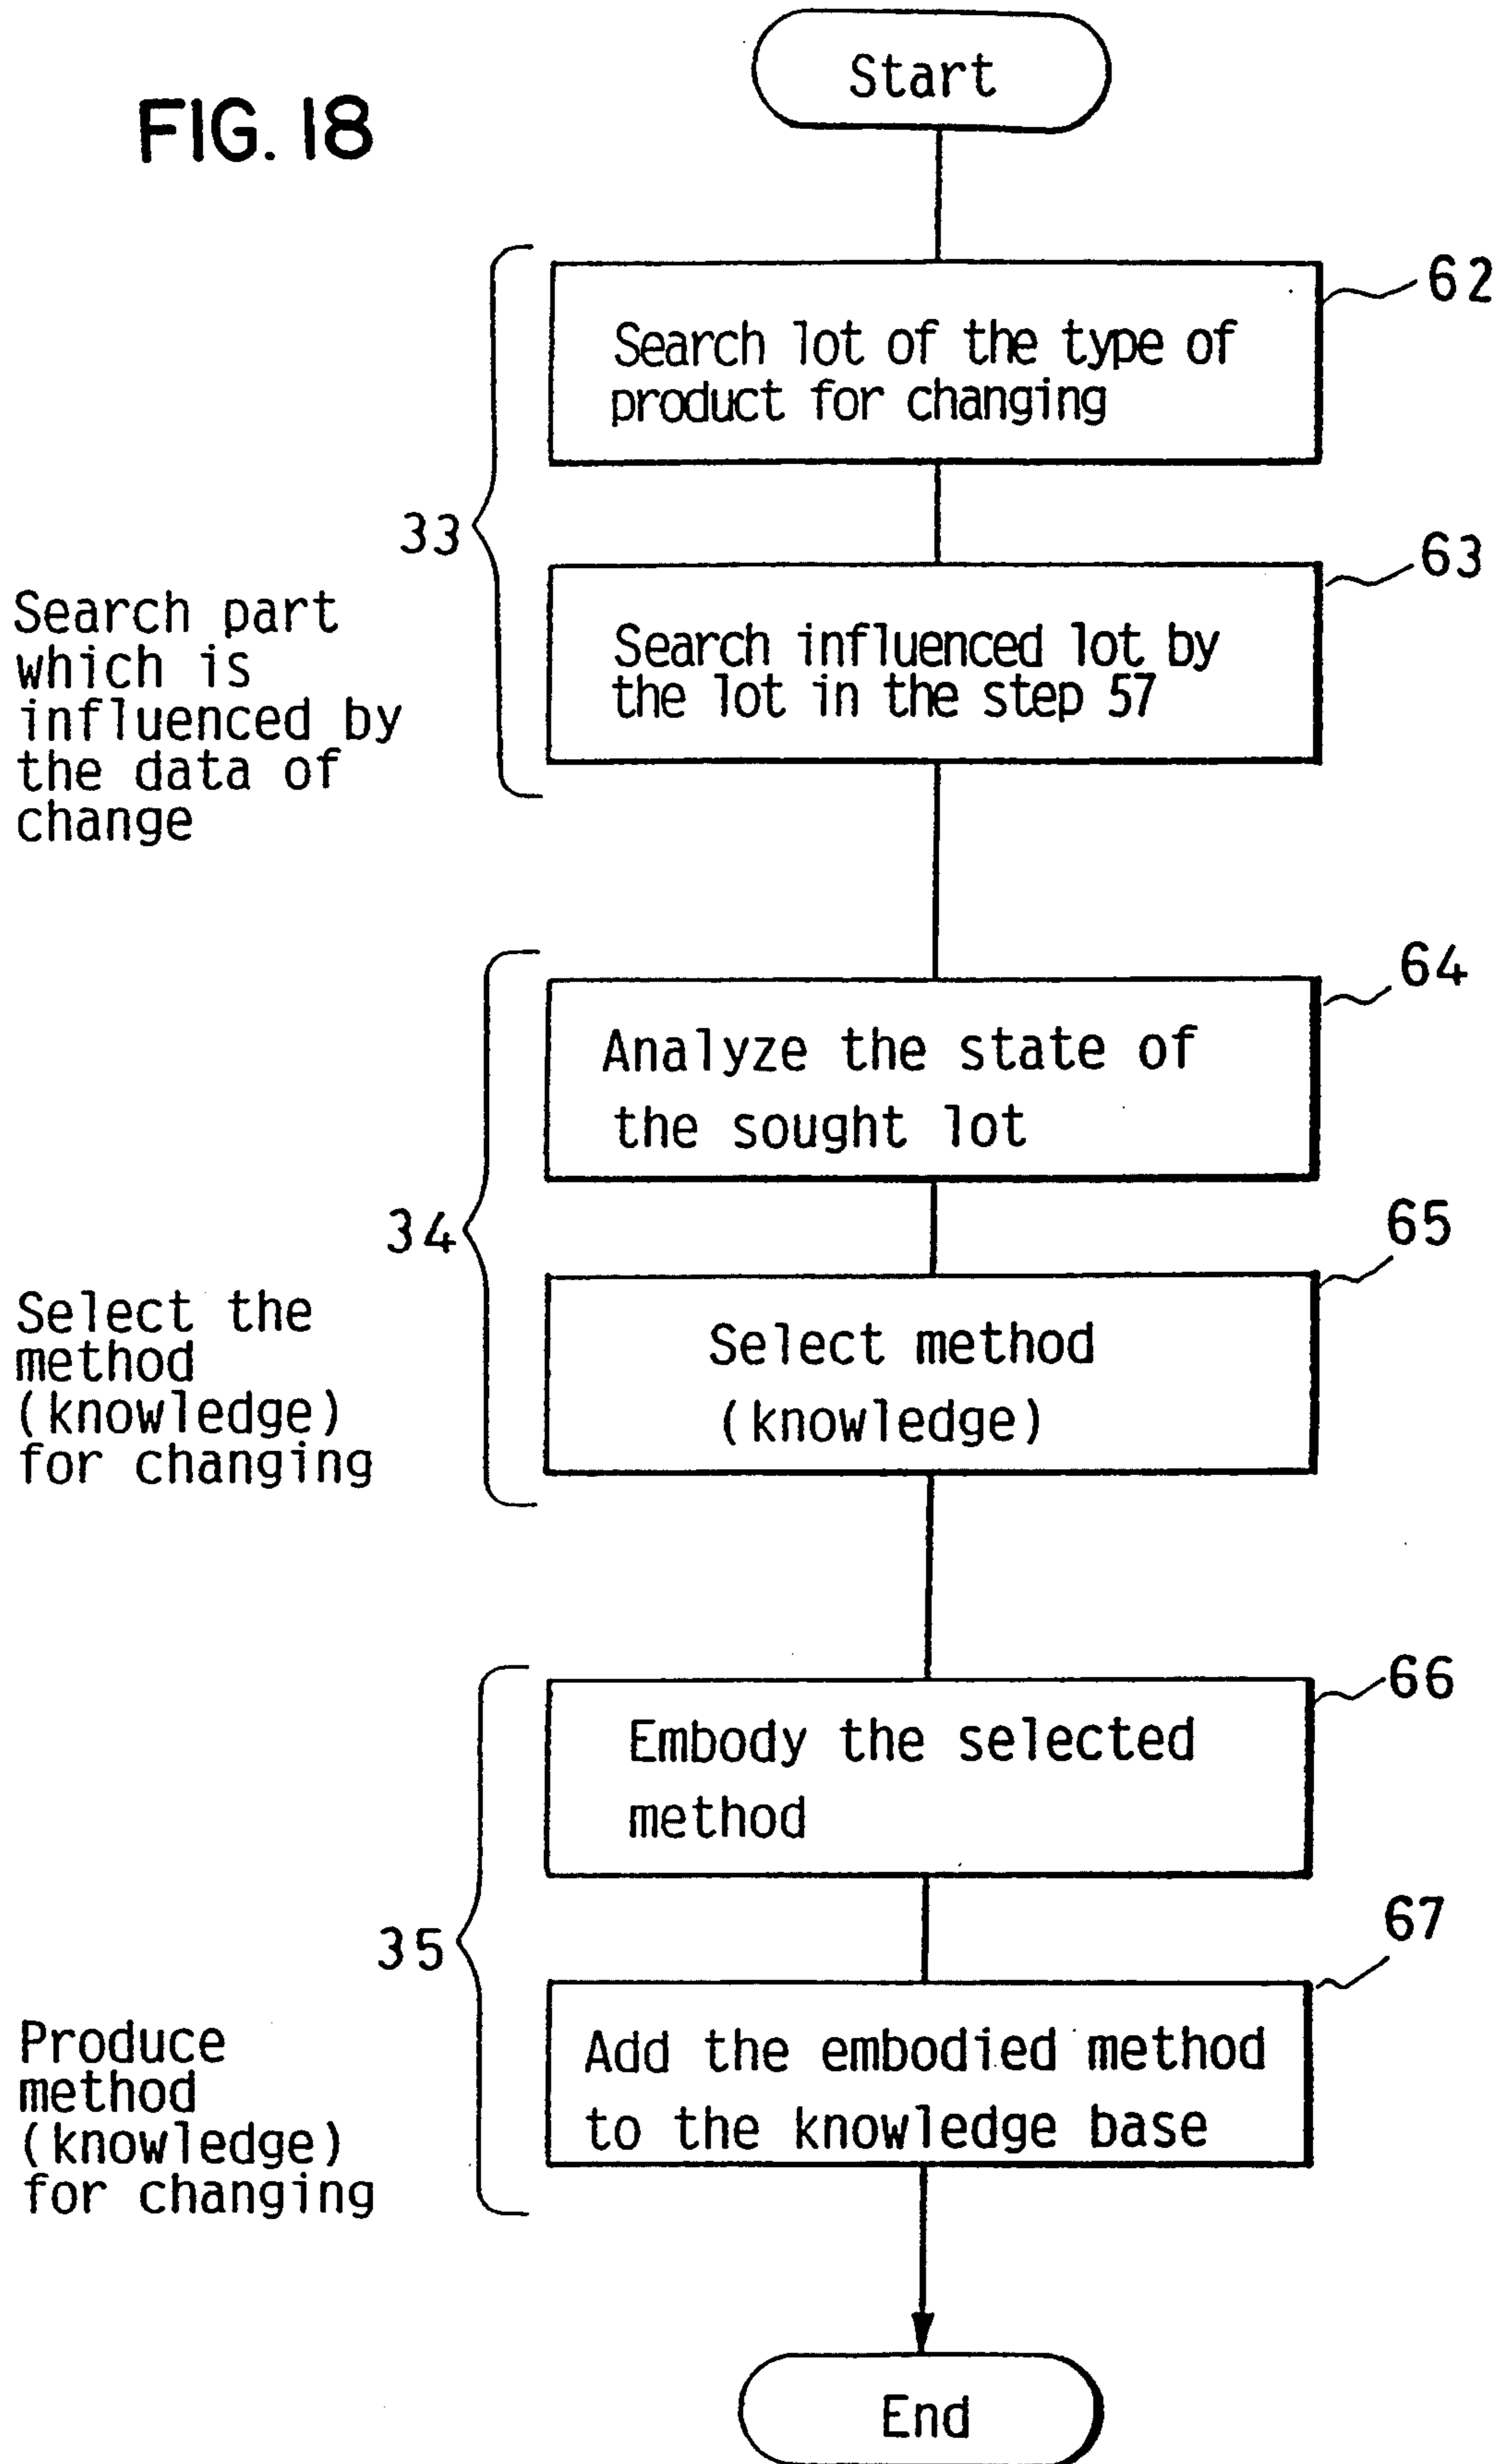 FIG. 18
Start
62
Search lot of the type of
product for changing
33
63
Search influenced lot by
the lot in the step 57
Search part
which is
influenced by
the data of
change
64
Analyze the state of
the sought lot
34
65
Select method
(knowledge)
Select the
method
(knowledge)
for changing
66
Embody the selected
method
35
67
Add the embodied method
to the knowledge base
Produce
method
(knowledge)
for changing
End